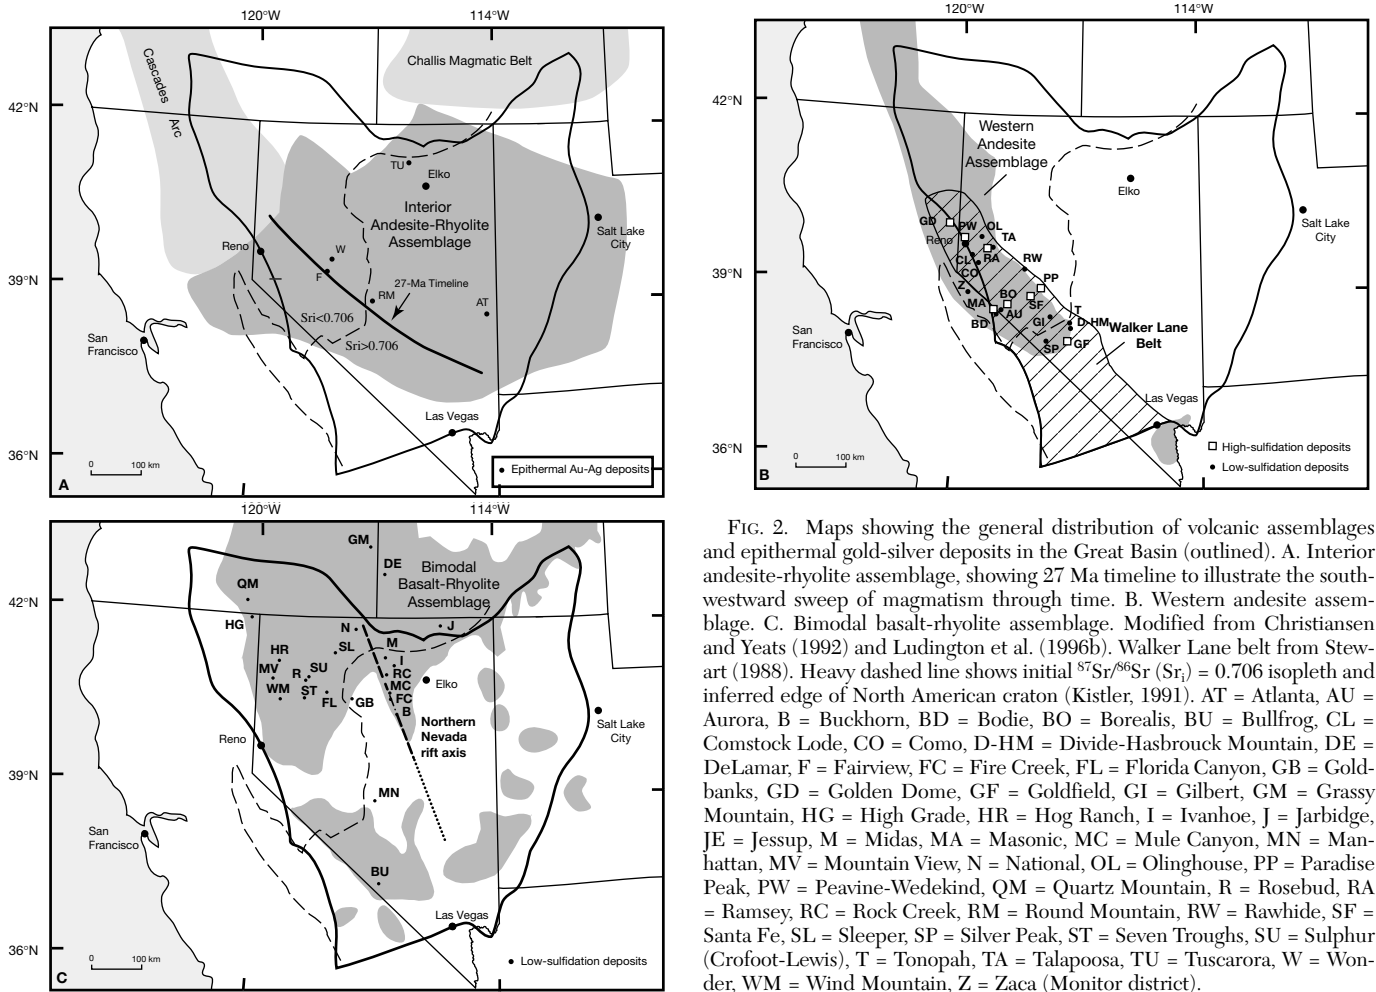 120°W
114°W
42°N
39°N
36°N
Cascades
Arc
Challis Magmatic Belt
TU
Elko
Interior
Andesite-Rhyolite
Assemblage
Reno
W
F
RM
27-Ma Timeline
AT
Salt Lake
City
Sri<0.706
Sri>0.706
San
Francisco
Las Vegas
0 100 km
Epithermal Au-Ag deposits
A
120°W
114°W
42°N
39°N
36°N
Western
Andesite
Assemblage
Elko
Salt Lake
City
GD
PW
OL
Reno
TA
CL
RA
RW
CO
Z
PP
BO
MA
SF
AU
T
BD
GI
D-HM
SP
GF
Walker Lane
Belt
San
Francisco
Las Vegas
0 100 km
High-sulfidation deposits
Low-sulfidation deposits
B
120°W
114°W
42°N
39°N
36°N
GM
DE
Bimodal
Basalt-Rhyolite
Assemblage
QM
HG
N
J
HR
SL
M
I
MV
R
SU
RC
MC
WM
ST
FL
GB
FC
B
Elko
Northern
Nevada
rift axis
Reno
Salt Lake
City
MN
San
Francisco
BU
Las Vegas
0 100 km
Low-sulfidation deposits
C
FIG. 2. Maps showing the general distribution of volcanic assemblages
and epithermal gold-silver deposits in the Great Basin (outlined). A. Interior
andesite-rhyolite assemblage, showing 27 Ma timeline to illustrate the south-
westward sweep of magmatism through time. B. Western andesite assem-
blage. C. Bimodal basalt-rhyolite assemblage. Modified from Christiansen
and Yeats (1992) and Ludington et al. (1996b). Walker Lane belt from Stew-
art (1988). Heavy dashed line shows initial ⁸⁷Sr/⁸⁶Sr (Srᵢ) = 0.706 isopleth and
inferred edge of North American craton (Kistler, 1991). AT = Atlanta, AU =
Aurora, B = Buckhorn, BD = Bodie, BO = Borealis, BU = Bullfrog, CL =
Comstock Lode, CO = Como, D-HM = Divide-Hasbrouck Mountain, DE =
DeLamar, F = Fairview, FC = Fire Creek, FL = Florida Canyon, GB = Gold-
banks, GD = Golden Dome, GF = Goldfield, GI = Gilbert, GM = Grassy
Mountain, HG = High Grade, HR = Hog Ranch, I = Ivanhoe, J = Jarbidge,
JE = Jessup, M = Midas, MA = Masonic, MC = Mule Canyon, MN = Man-
hattan, MV = Mountain View, N = National, OL = Olinghouse, PP = Paradise
Peak, PW = Peavine-Wedekind, QM = Quartz Mountain, R = Rosebud, RA
= Ramsey, RC = Rock Creek, RM = Round Mountain, RW = Rawhide, SF =
Santa Fe, SL = Sleeper, SP = Silver Peak, ST = Seven Troughs, SU = Sulphur
(Crofoot-Lewis), T = Tonopah, TA = Talapoosa, TU = Tuscarora, W = Won-
der, WM = Wind Mountain, Z = Zaca (Monitor district).